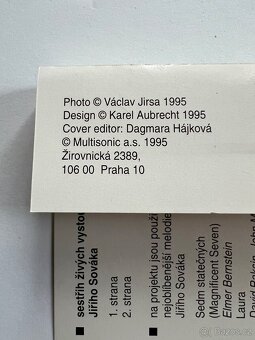 Photo © Václav Jirsa 1995
Design © Karel Aubrecht 1995
Cover editor: Dagmara Hájková
© Multisonic a.s. 1995
Žirovnická 2389,
106 00 Praha 10
■ sestřih živých vystou
Jiřího Sováka
1. strana
2. strana
■ na projektu jsou použi
nejoblíbenější melodie
Jiřího Sováka
Sedm statečných
(Magnificent Seven)
Elmer Bernstein
Laura